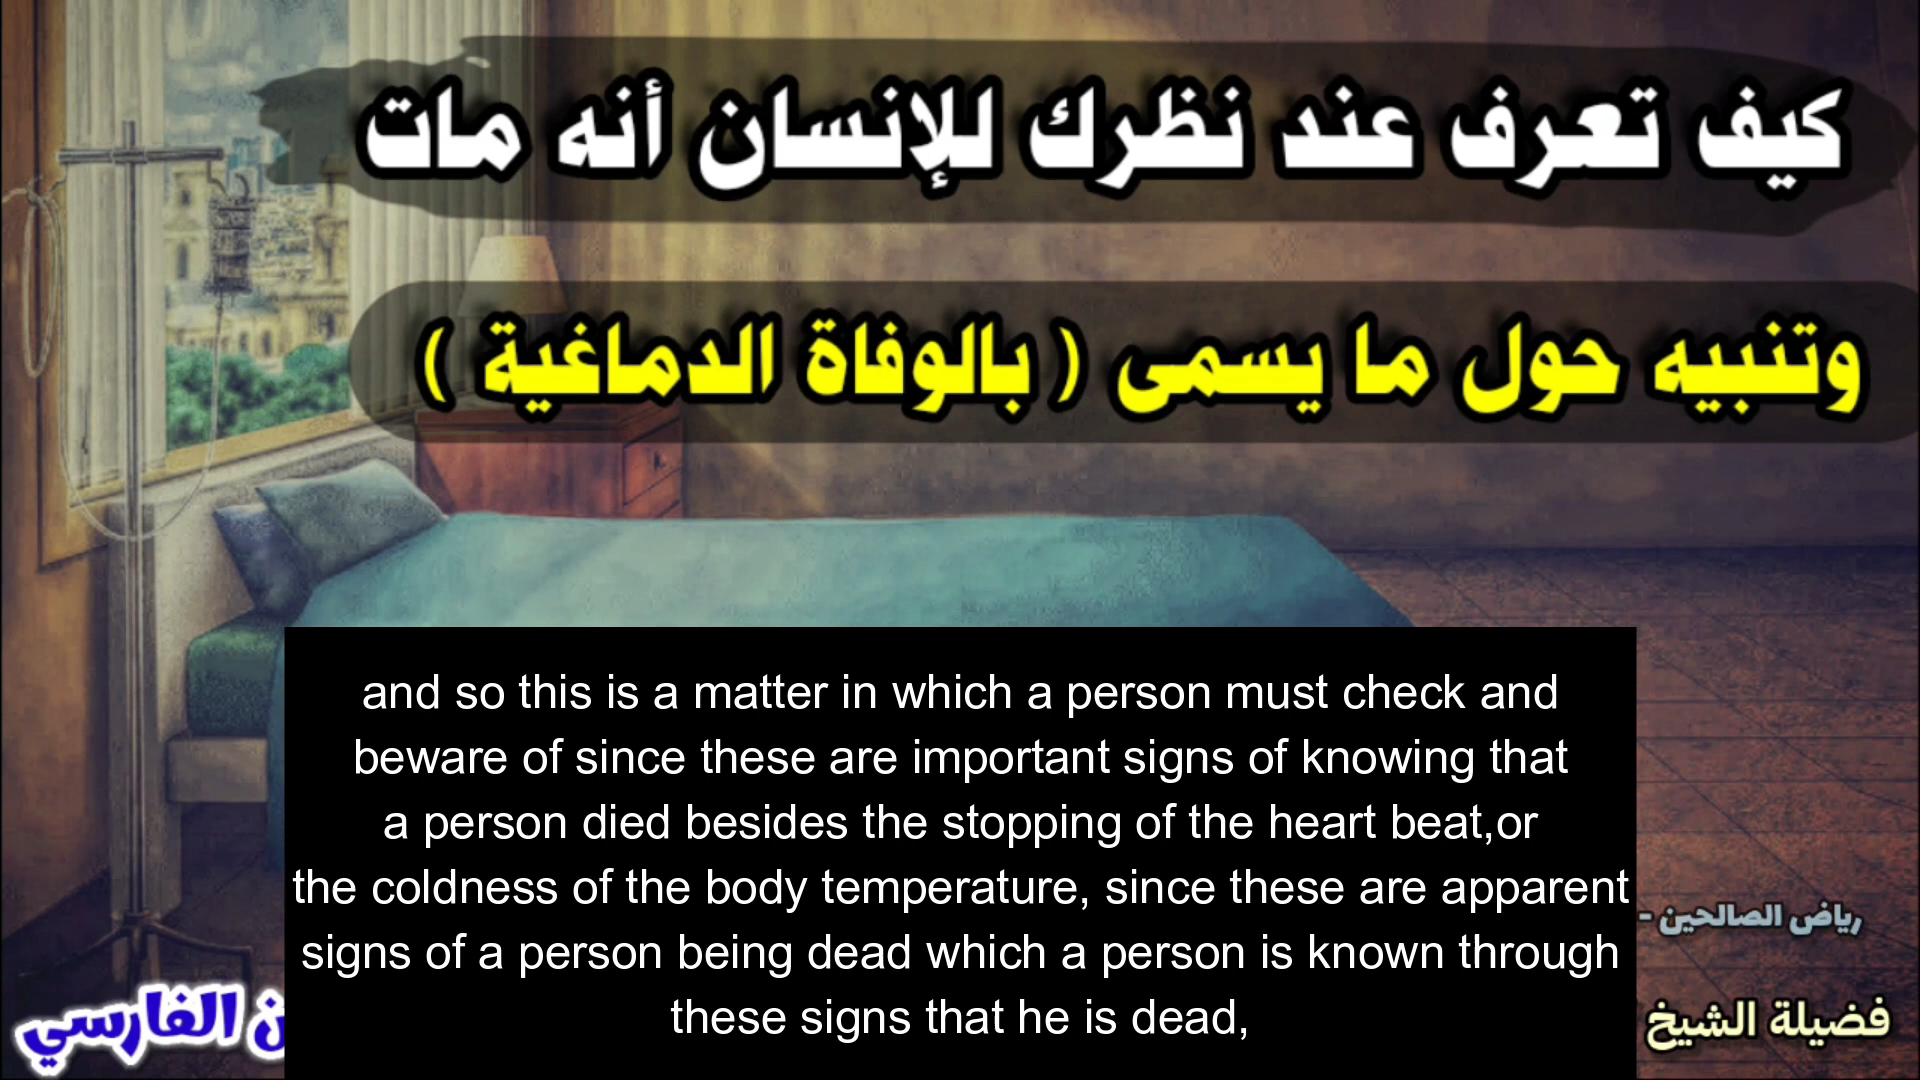 كيف تعرف عند نظرك للإنسان أنه مات
وتنبيه حول ما يسمى ( بالوفاة الدماغية )
and so this is a matter in which a person must check and
beware of since these are important signs of knowing that
a person died besides the stopping of the heart beat,or
the coldness of the body temperature, since these are apparent
signs of a person being dead which a person is known through
these signs that he is dead,
رياض الصالحين -
فضيلة الشيخ
الفارسي